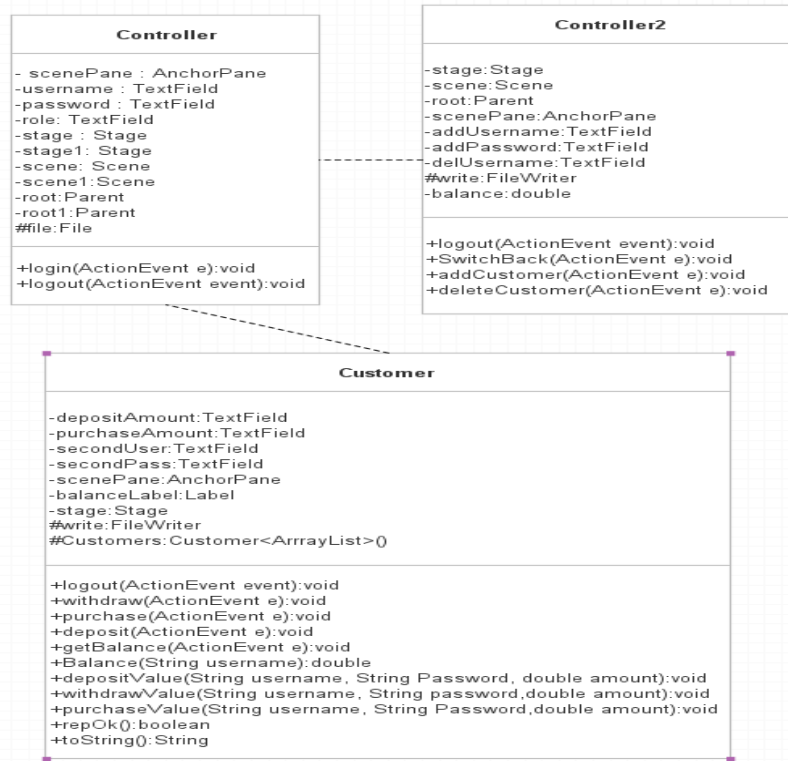 Controller
- scenePane : AnchorPane
-username : TextField
-password : TextField
-role: TextField
-stage : Stage
-stage1: Stage
-scene: Scene
-scene1:Scene
-root:Parent
-root1:Parent
#file:File
+login(ActionEvent e):void
+logout(ActionEvent event):void
Controller2
-stage:Stage
-scene:Scene
-root:Parent
-scenePane:AnchorPane
-addUsername:TextField
-addPassword:TextField
-delUsername:TextField
#write:FileWriter
-balance:double
+logout(ActionEvent event):void
+SwitchBack(ActionEvent e):void
+addCustomer(ActionEvent e):void
+deleteCustomer(ActionEvent e):void
Customer
-depositAmount:TextField
-purchaseAmount:TextField
-secondUser:TextField
-secondPass:TextField
-scenePane:AnchorPane
-balanceLabel:Label
-stage:Stage
#write:FileWriter
#Customers:Customer<ArrrayList>()
+logout(ActionEvent event):void
+withdraw(ActionEvent e):void
+purchase(ActionEvent e):void
+deposit(ActionEvent e):void
+getBalance(ActionEvent e):void
+Balance(String username):double
+depositValue(String username, String Password, double amount):void
+withdrawValue(String username, String password,double amount):void
+purchaseValue(String username, String Password,double amount):void
+repOk():boolean
+toString():String